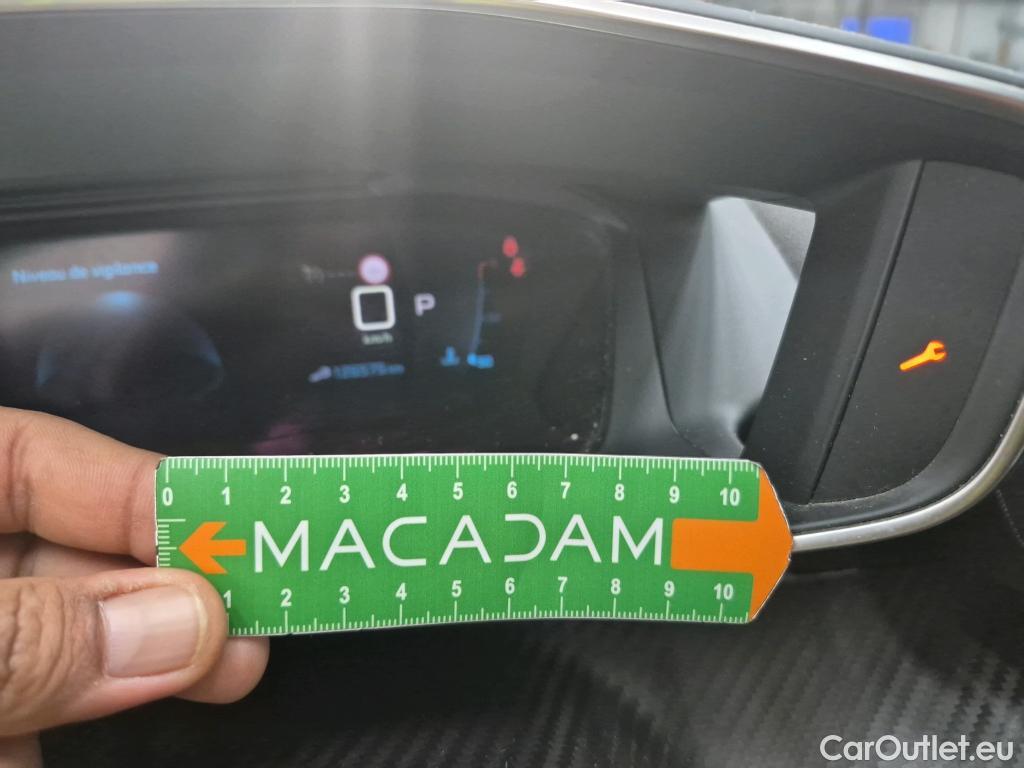 Niveau de vigilance
0 P
km/h
0 1 2 3 4 5 6 7 8 9 10
MACADAM
1 2 3 4 5 6 7 8 9 10
CarOutlet.eu